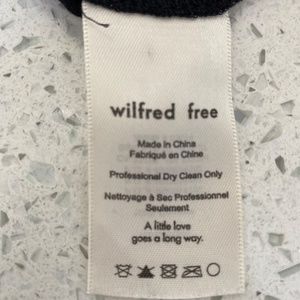 wilfred free
Made in China
Fabriqué en Chine
Professional Dry Clean Only
Nettoyage à Sec Professionel
Seulement
A little love
goes a long way.